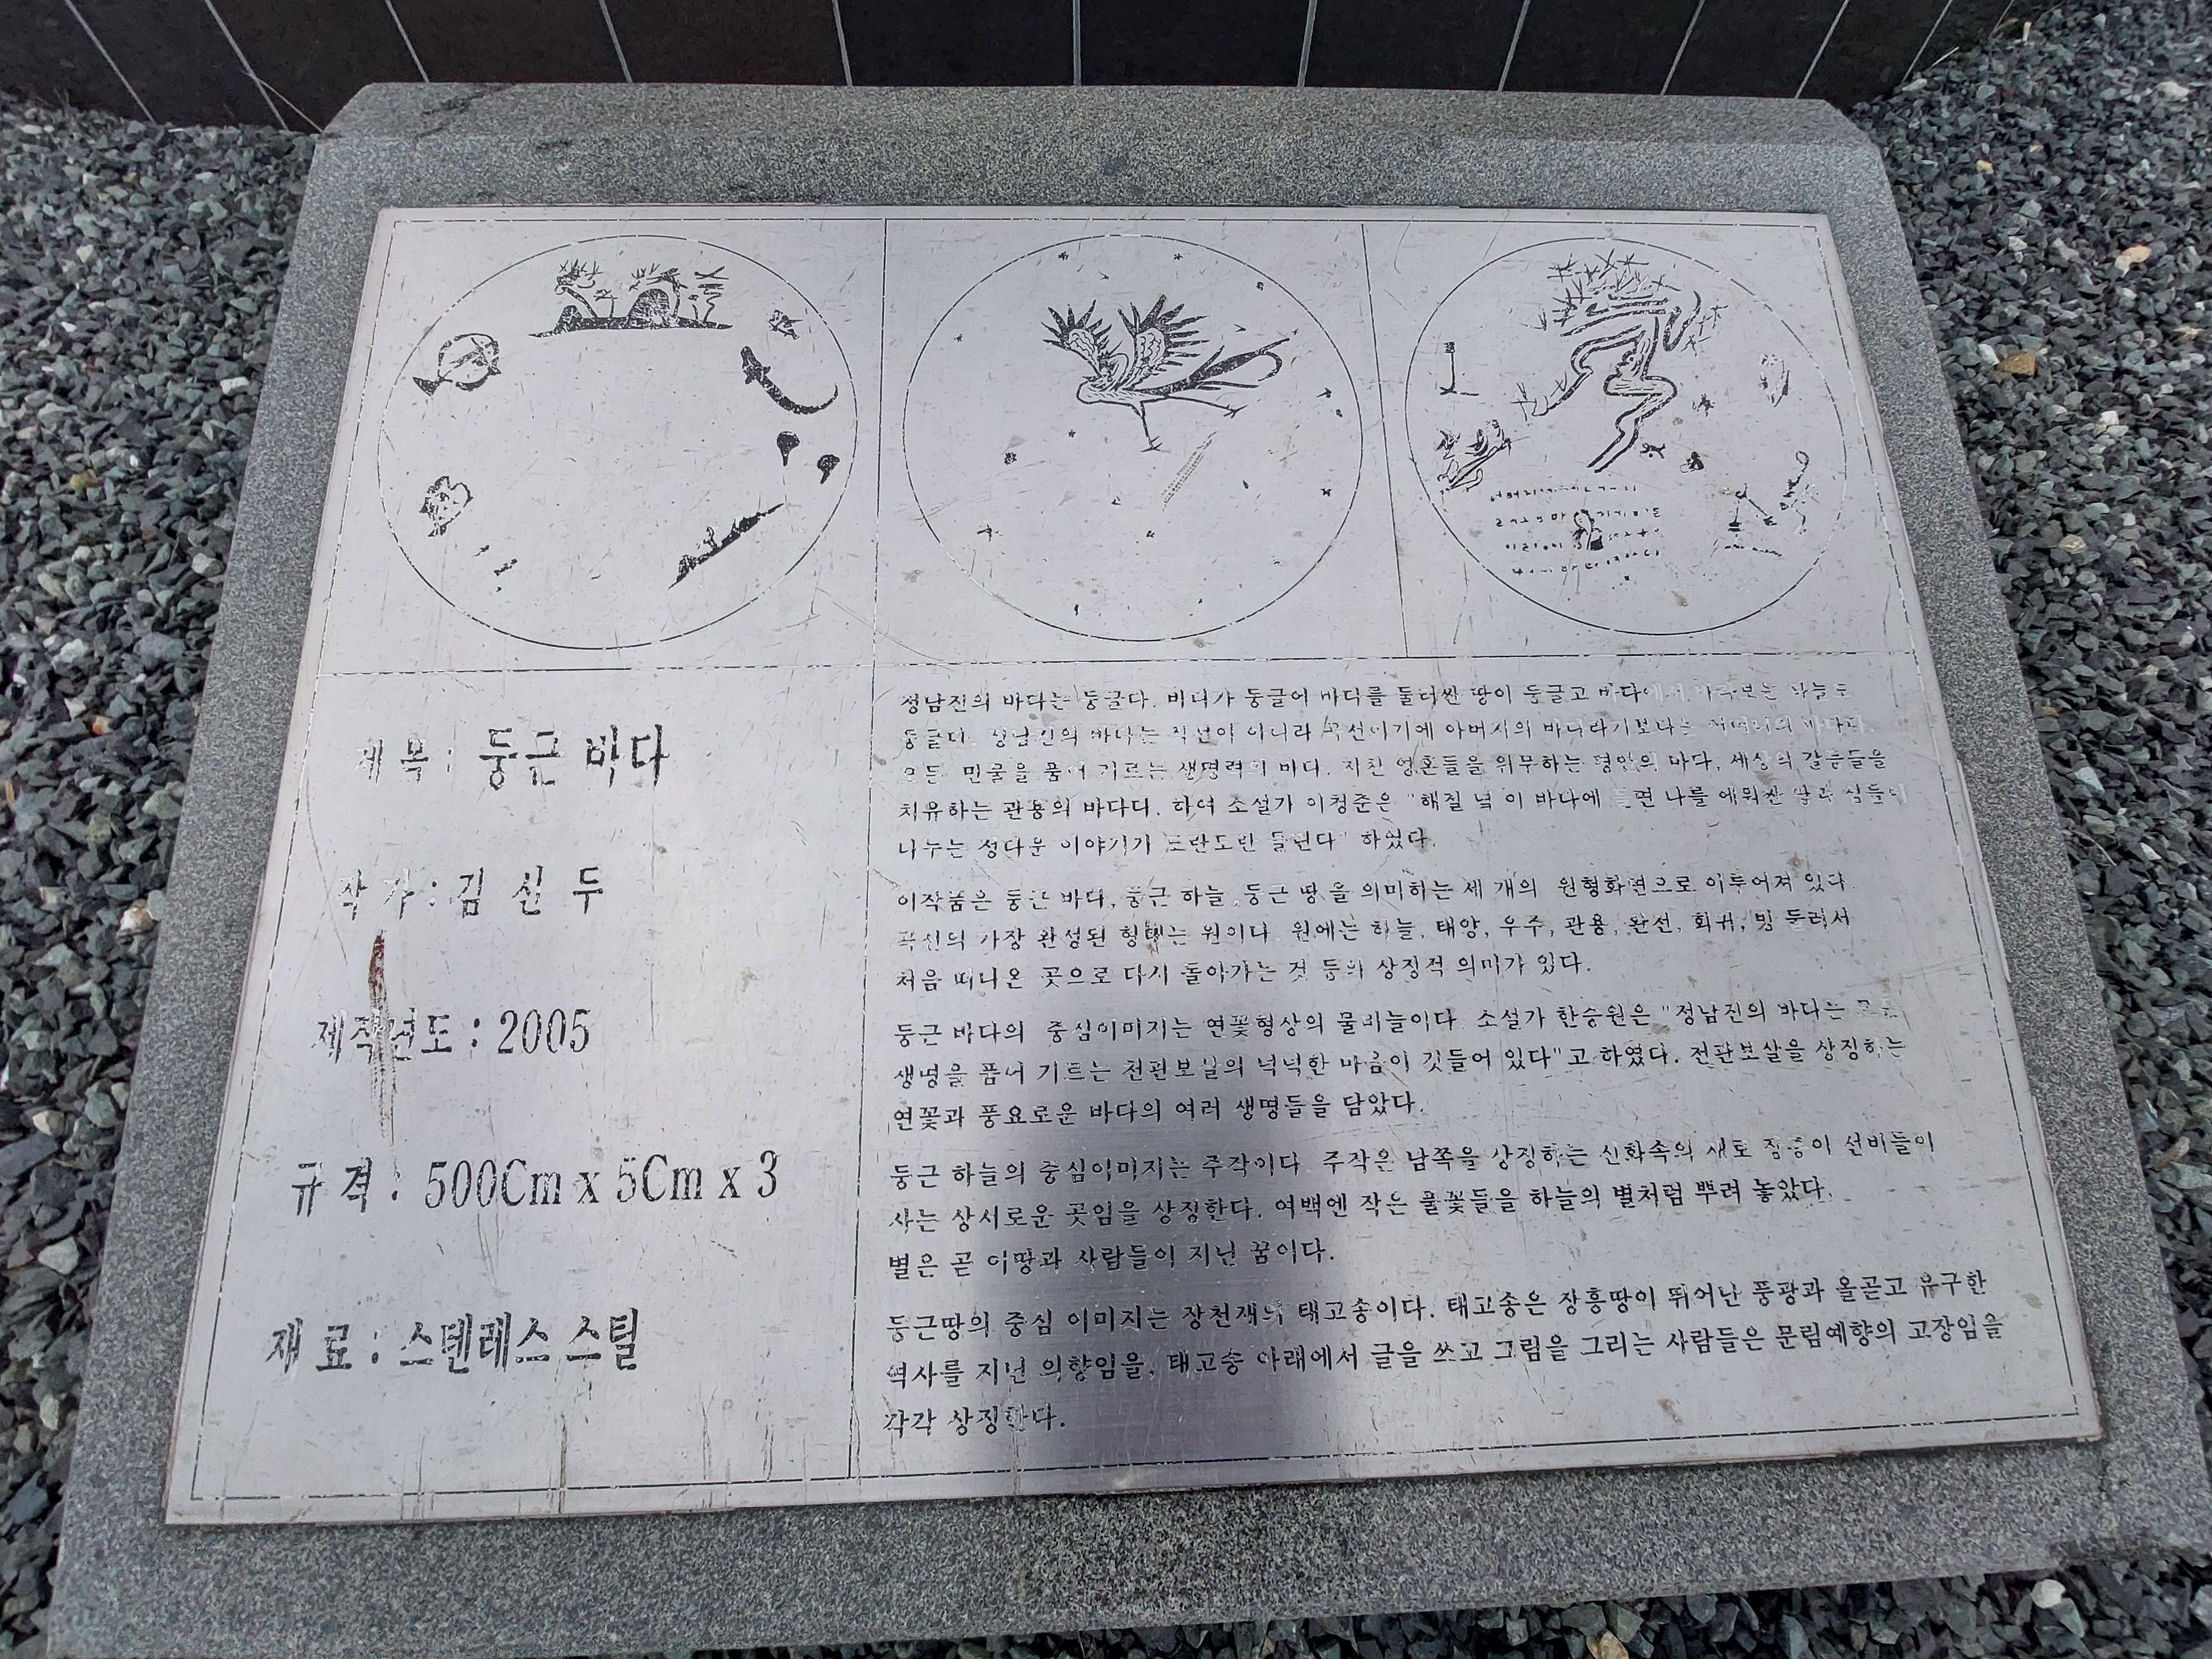 제목 : 둥근 바다
작가 : 김 신 두
제작년도 : 2005
규격 : 500Cm x 5Cm x 3
재료 : 스텐레스 스틸
정남진의 바다는 둥글다. 바다가 둥글어 바다를 둘러싼 땅이 둥글고 바다에서 바라보는 하늘도
둥글다. 정남진의 바다는 직선이 아니라 곡선이기에 아버지의 바다라기보다는 어머니의 바다다.
모든 민물을 품어 기르는 생명력의 바다. 지친 영혼들을 위무하는 평안의 바다, 세상의 갈등들을
치유하는 관용의 바다다. 하여 소설가 이청준은 "해질 녘 이 바다에 들면 나를 에워싼 땅과 섬들이
나누는 정다운 이야기가 도란도란 들린다" 하였다.
이작품은 둥근 바다, 둥근 하늘, 둥근 땅을 의미하는 세 개의 원형화면으로 이루어져 있다.
곡선의 가장 완성된 형태는 원이다. 원에는 하늘, 태양, 우주, 관용, 완전, 회귀, 빙 둘러서
처음 떠나온 곳으로 다시 돌아가는 것 등의 상징적 의미가 있다.
둥근 바다의 중심이미지는 연꽃형상의 물비늘이다. 소설가 한승원은 "정남진의 바다는 모든
생명을 품어 기르는 천관보살의 넉넉한 마음이 깃들어 있다"고 하였다. 천관보살을 상징하는
연꽃과 풍요로운 바다의 여러 생명들을 담았다.
둥근 하늘의 중심이미지는 주작이다. 주작은 남쪽을 상징하는 신화속의 새로 장흥이 선비들이
사는 상서로운 곳임을 상징한다. 여백엔 작은 풀꽃들을 하늘의 별처럼 뿌려 놓았다.
별은 곧 이땅과 사람들이 지닌 꿈이다.
둥근땅의 중심 이미지는 장천재의 태고송이다. 태고송은 장흥땅이 뛰어난 풍광과 올곧고 유구한
역사를 지닌 의향임을, 태고송 아래에서 글을 쓰고 그림을 그리는 사람들은 문림예향의 고장임을
각각 상징한다.